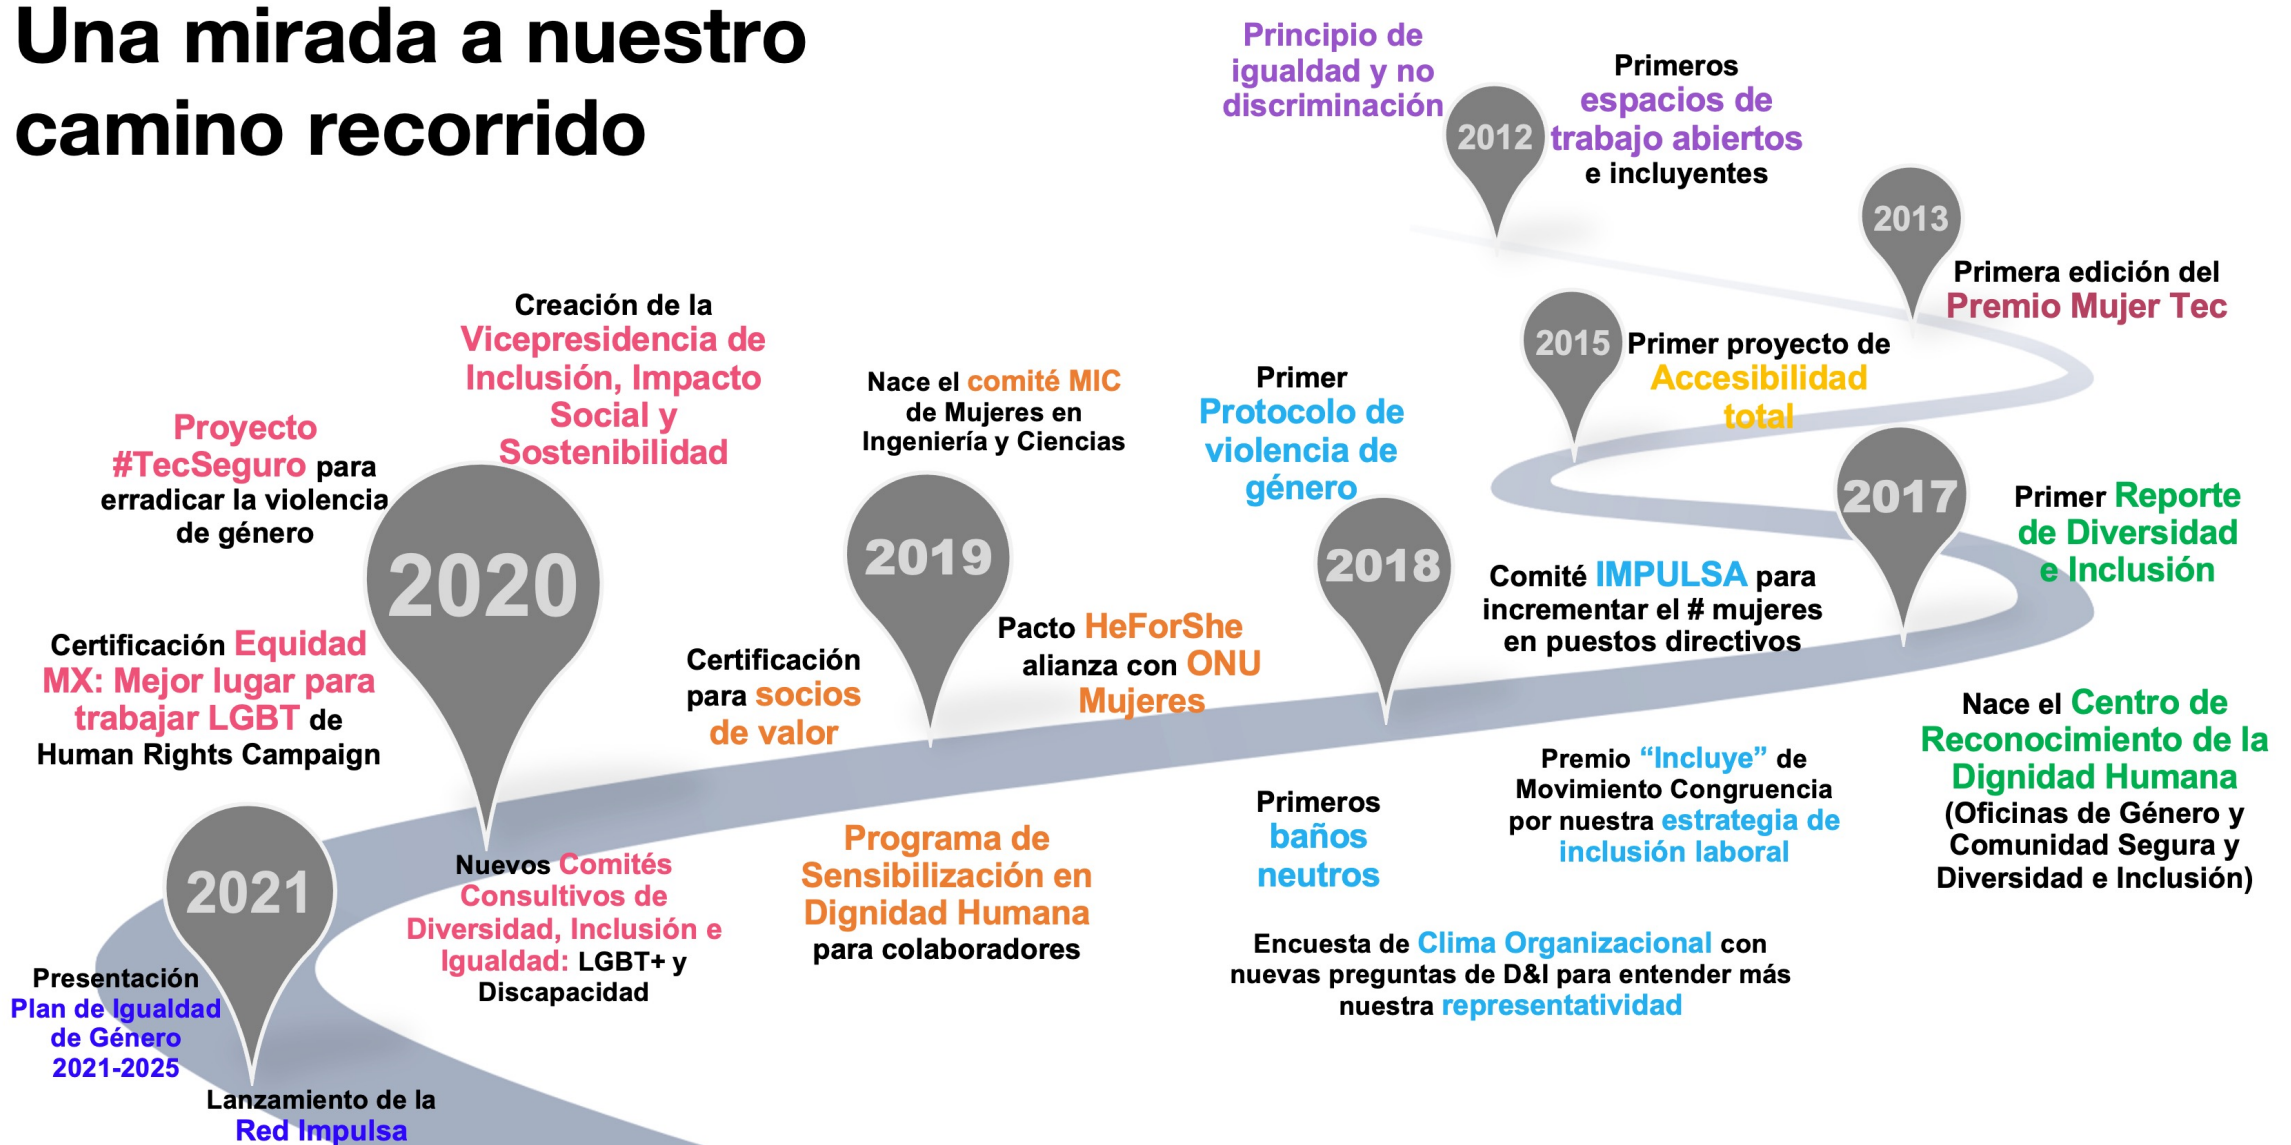 Una mirada a nuestro
camino recorrido
Principio de
igualdad y no
discriminación
2012
Primeros
espacios de
trabajo abiertos
e incluyentes
2013
Primera edición del
Premio Mujer Tec
2015
Primer proyecto de
Accesibilidad
total
2017
Primer Reporte
de Diversidad
e Inclusión
Nace el Centro de
Reconocimiento de la
Dignidad Humana
(Oficinas de Género y
Comunidad Segura y
Diversidad e Inclusión)
Primer
Protocolo de
violencia de
género
2018
Comité IMPULSA para
incrementar el # mujeres
en puestos directivos
Primeros
baños
neutros
Premio “Incluye” de
Movimiento Congruencia
por nuestra estrategia de
inclusión laboral
Encuesta de Clima Organizacional con
nuevas preguntas de D&I para entender más
nuestra representatividad
Nace el comité MIC
de Mujeres en
Ingeniería y Ciencias
2019
Certificación
para socios
de valor
Pacto HeForShe
alianza con ONU
Mujeres
Programa de
Sensibilización en
Dignidad Humana
para colaboradores
Creación de la
Vicepresidencia de
Inclusión, Impacto
Social y
Sostenibilidad
Proyecto
#TecSeguro para
erradicar la violencia
de género
2020
Certificación Equidad
MX: Mejor lugar para
trabajar LGBT de
Human Rights Campaign
Nuevos Comités
Consultivos de
Diversidad, Inclusión e
Igualdad: LGBT+ y
Discapacidad
2021
Presentación
Plan de Igualdad
de Género
2021-2025
Lanzamiento de la
Red Impulsa